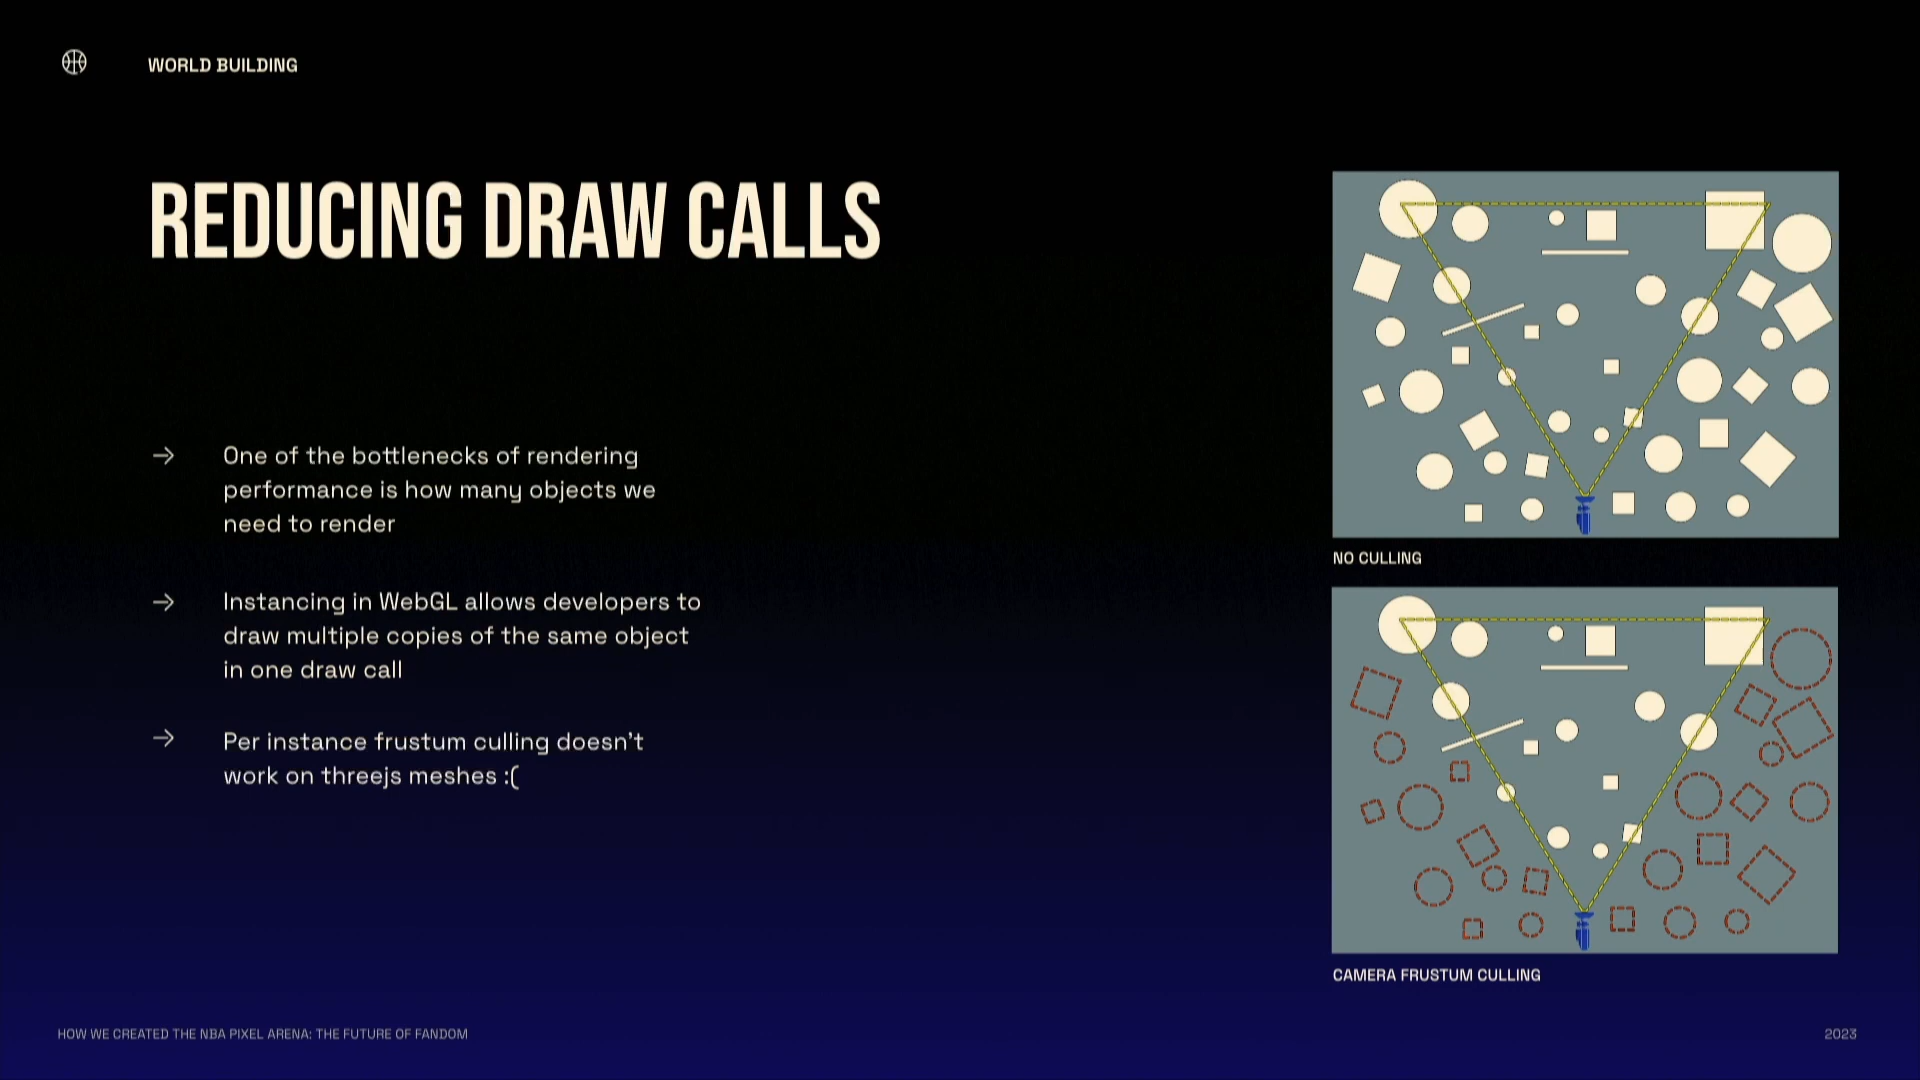 WORLD BUILDING
REDUCING DRAW CALLS
One of the bottlenecks of rendering
performance is how many objects we
need to render
Instancing in WebGL allows developers to
draw multiple copies of the same object
in one draw call
Per instance frustum culling doesn't
work on threejs meshes :(
NO CULLING
CAMERA FRUSTUM CULLING
HOW WE CREATED THE NBA PIXEL ARENA: THE FUTURE OF FANDOM
2023